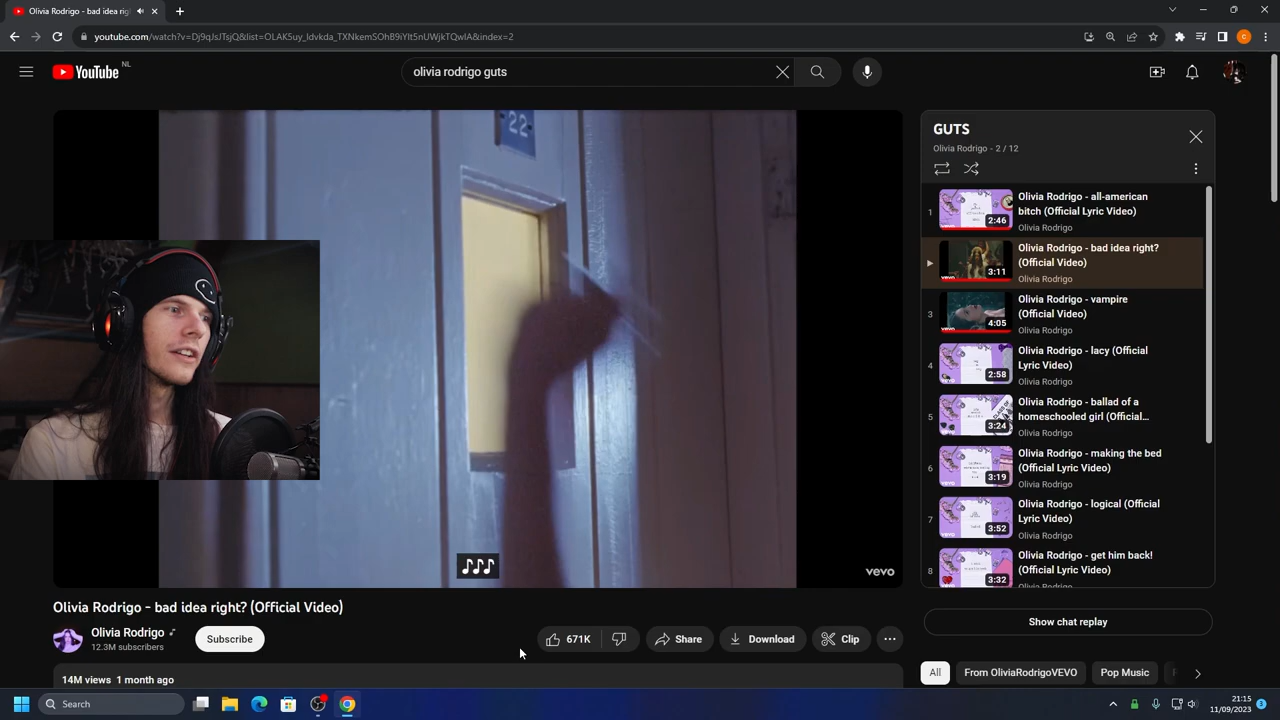 Olivia Rodrigo - bad idea rigl
youtube.com/watch?v=Dj9qJsJTsjQ&list=OLAK5uy_ldvkda_TXNkemSOhB9iYlt5nUWjkTQwIA&index=2
YouTube NL
olivia rodrigo guts
22
♪♪♪
vevo
GUTS
Olivia Rodrigo - 2 / 12
1
2:46
Olivia Rodrigo - all-american
bitch (Official Lyric Video)
Olivia Rodrigo
3:11
Olivia Rodrigo - bad idea right?
(Official Video)
Olivia Rodrigo
3
4:05
Olivia Rodrigo - vampire
(Official Video)
Olivia Rodrigo
4
2:58
Olivia Rodrigo - lacy (Official
Lyric Video)
Olivia Rodrigo
5
3:24
Olivia Rodrigo - ballad of a
homeschooled girl (Official...
Olivia Rodrigo
6
3:19
Olivia Rodrigo - making the bed
(Official Lyric Video)
Olivia Rodrigo
7
3:52
Olivia Rodrigo - logical (Official
Lyric Video)
Olivia Rodrigo
8
3:32
Olivia Rodrigo - get him back!
(Official Lyric Video)
Olivia Rodrigo
Olivia Rodrigo - bad idea right? (Official Video)
Olivia Rodrigo
12.3M subscribers
Subscribe
671K
Share
Download
Clip
Show chat replay
14M views 1 month ago
All
From OliviaRodrigoVEVO
Pop Music
Search
21:15
11/09/2023
3